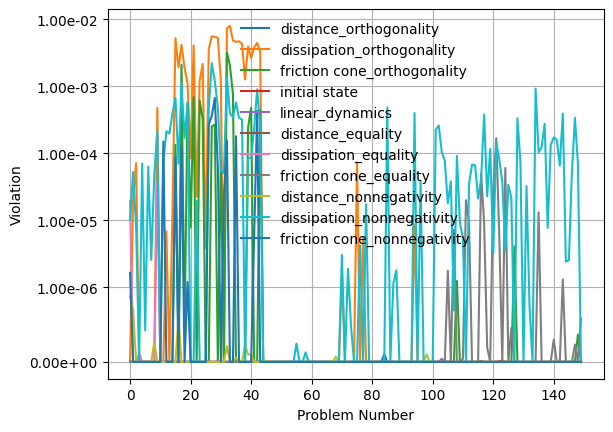 1.00e-02
1.00e-03
1.00e-04
1.00e-05
1.00e-06
0.00e+00
Violation
distance_orthogonality
dissipation_orthogonality
friction cone_orthogonality
initial state
linear_dynamics
distance_equality
dissipation_equality
friction cone_equality
distance_nonnegativity
dissipation_nonnegativity
friction cone_nonnegativity
0 20 40 60 80 100 120 140
Problem Number